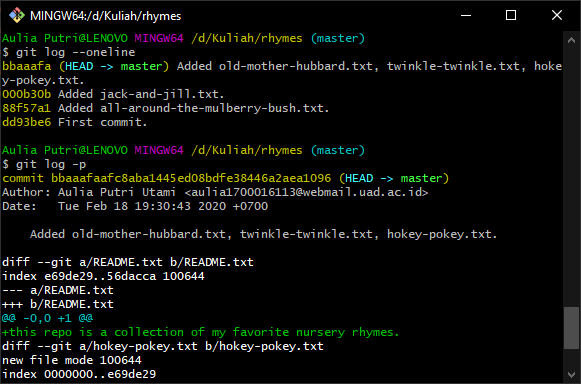 MINGW64:/d/Kuliah/rhymes
Aulia Putri@LENOVO MINGW64 /d/Kuliah/rhymes (master)
$ git log --oneline
bbaaafa (HEAD -> master) Added old-mother-hubbard.txt, twinkle-twinkle.txt, hoke
y-pokey.txt.
000b30b Added jack-and-jill.txt.
88f57a1 Added all-around-the-mulberry-bush.txt.
dd93be6 First commit.
Aulia Putri@LENOVO MINGW64 /d/Kuliah/rhymes (master)
$ git log -p
commit bbaaafaafc8aba1445ed08bdfe38446a2aea1096 (HEAD -> master)
Author: Aulia Putri Utami <aulia1700016113@webmail.uad.ac.id>
Date:   Tue Feb 18 19:30:43 2020 +0700
    Added old-mother-hubbard.txt, twinkle-twinkle.txt, hokey-pokey.txt.
diff --git a/README.txt b/README.txt
index e69de29..56dacca 100644
--- a/README.txt
+++ b/README.txt
@@ -0,0 +1 @@
+this repo is a collection of my favorite nursery rhymes.
diff --git a/hokey-pokey.txt b/hokey-pokey.txt
new file mode 100644
index 0000000..e69de29